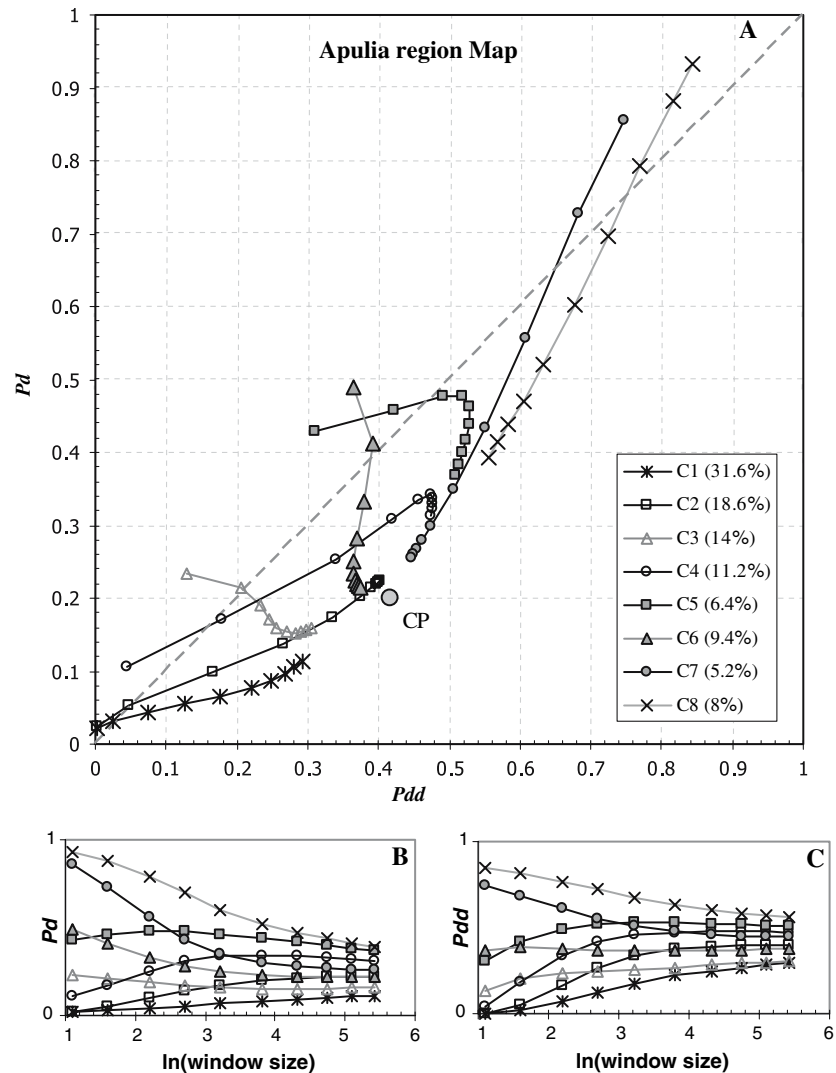 A
Apulia region Map
1
0.9
0.8
0.7
0.6
0.5
0.4
0.3
0.2
0.1
0
Pd
CP
C1 (31.6%)
C2 (18.6%)
C3 (14%)
C4 (11.2%)
C5 (6.4%)
C6 (9.4%)
C7 (5.2%)
C8 (8%)
0 0.1 0.2 0.3 0.4 0.5 0.6 0.7 0.8 0.9 1
Pdd
B
1
0
Pd
1 2 3 4 5 6
ln(window size)
C
1
0
Pdd
1 2 3 4 5 6
ln(window size)